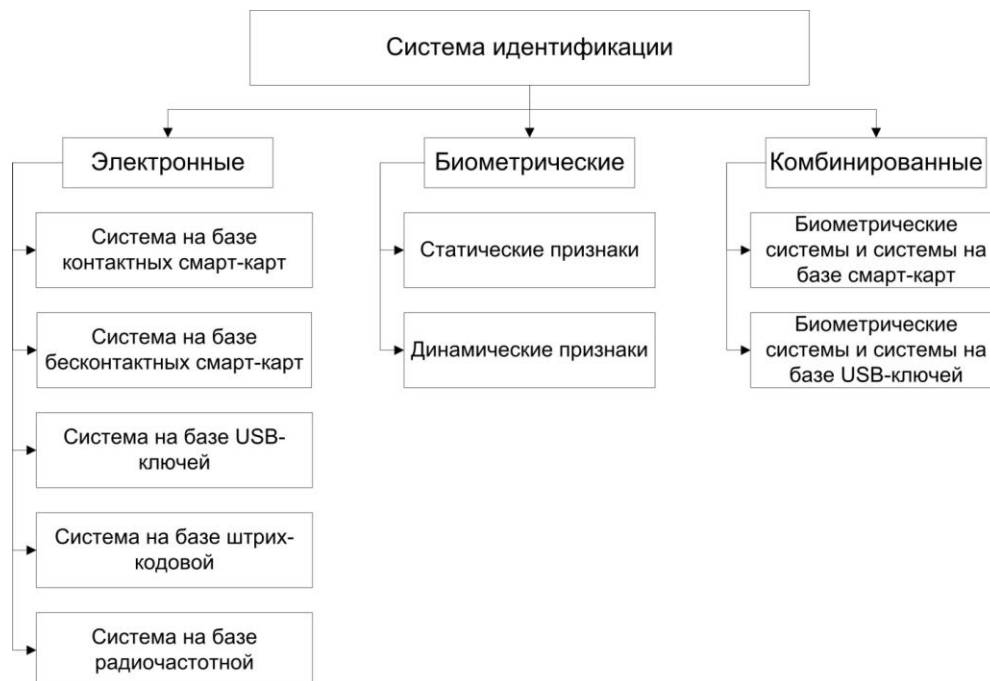 Система идентификации
Электронные
Биометрические
Комбинированные
Система на базе
контактных смарт-карт
Система на базе
бесконтактных смарт-карт
Система на базе USB-
ключей
Система на базе штрих-
кодовой
Система на базе
радиочастотной
Статические признаки
Динамические признаки
Биометрические
системы и системы на
базе смарт-карт
Биометрические
системы и системы на
базе USB-ключей